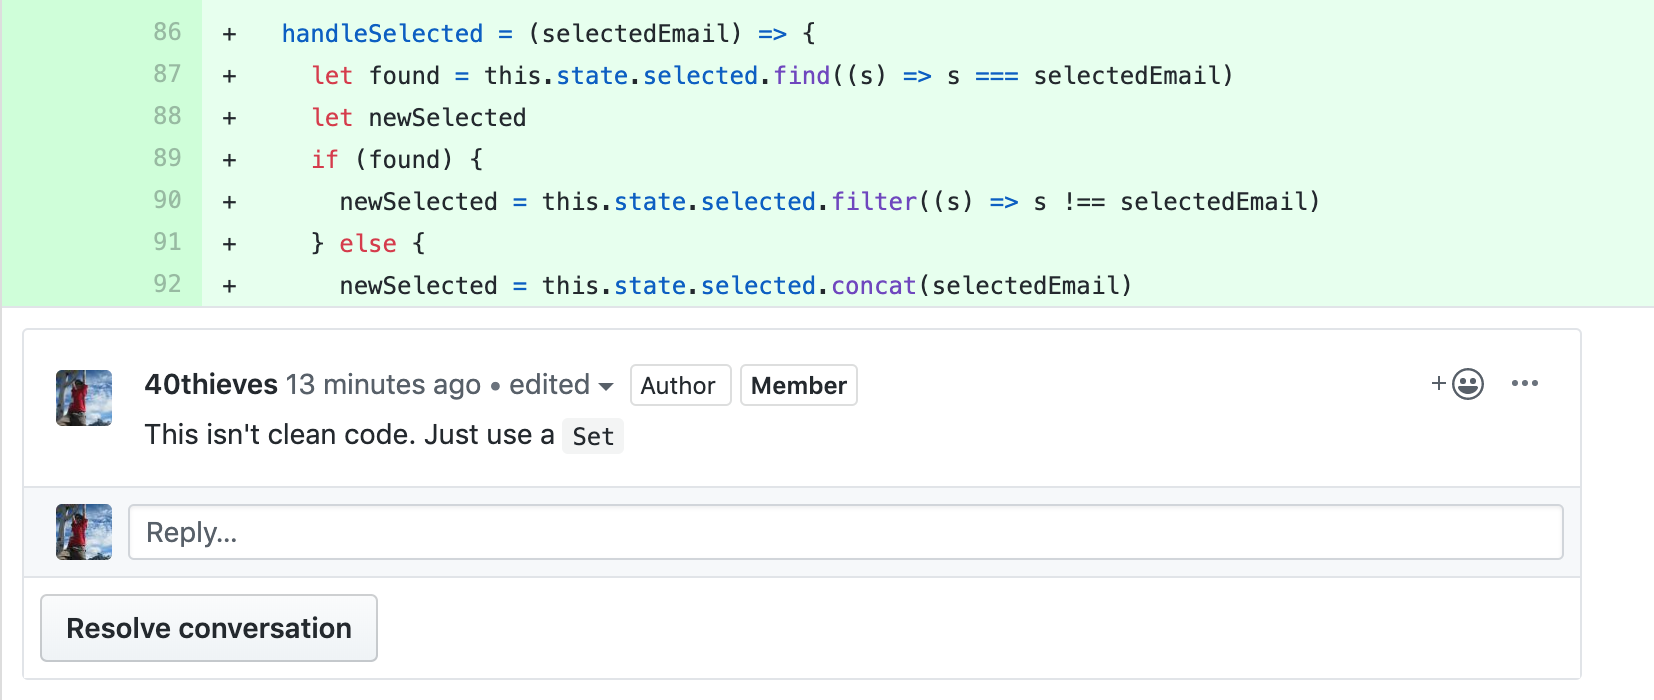 86 + handleSelected = (selectedEmail) => {
87 + let found = this.state.selected.find((s) => s === selectedEmail)
88 + let newSelected
89 + if (found) {
90 + newSelected = this.state.selected.filter((s) => s !== selectedEmail)
91 + } else {
92 + newSelected = this.state.selected.concat(selectedEmail)
40thieves 13 minutes ago • edited Author Member
This isn't clean code. Just use a Set
Reply...
Resolve conversation